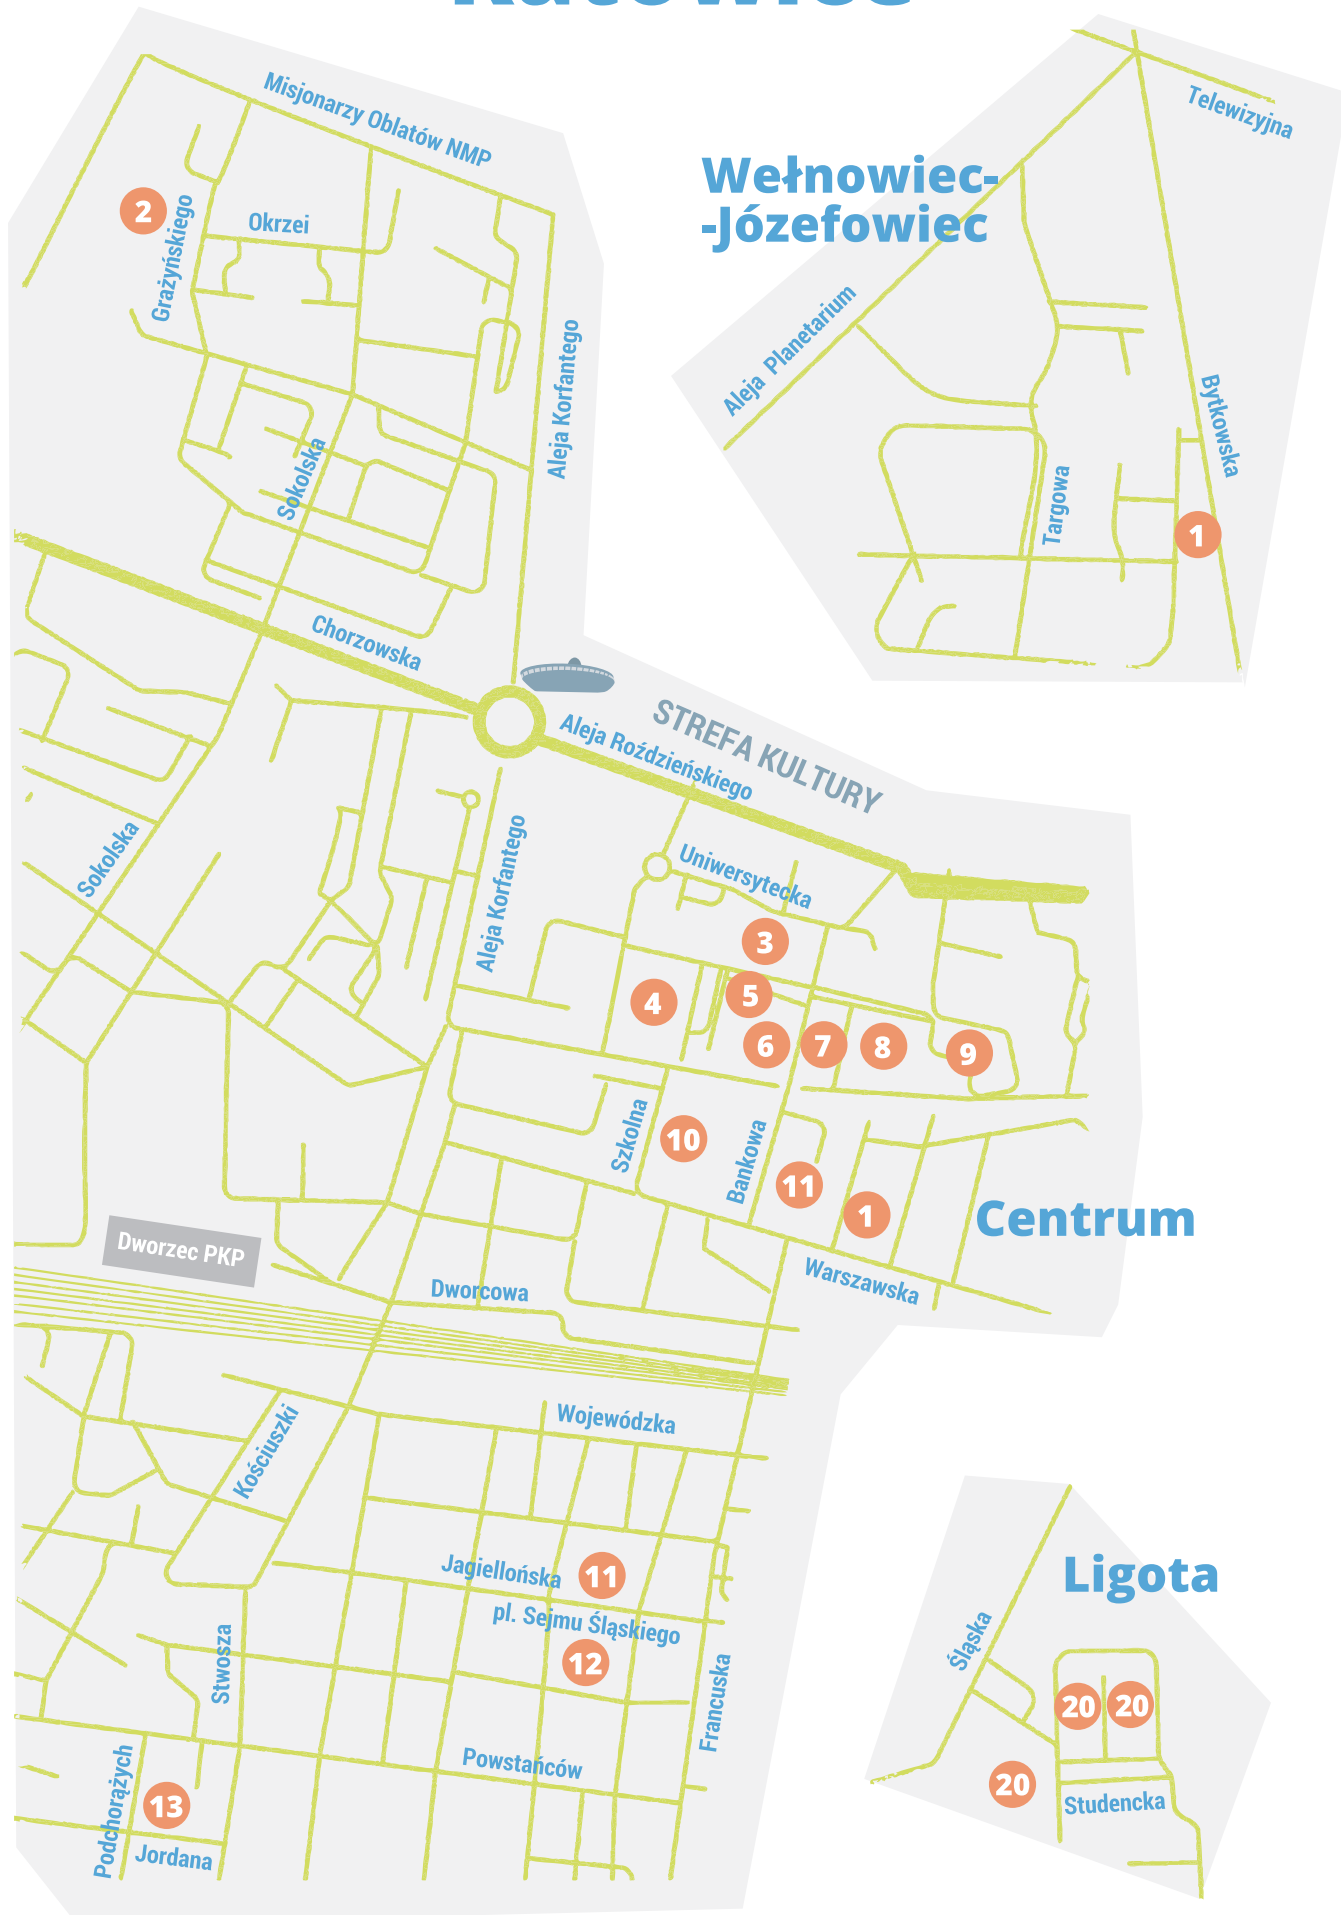 Katowice
Misjonarzy Oblatów NMP
Telewizyjna
Wełnowiec-
-Józefowiec
2
Grażyńskiego
Okrzei
Aleja Planetarium
Aleja Korfantego
Bytkowska
Sokolska
Targowa
1
Chorzowska
STREFA KULTURY
Aleja Roździeńskiego
Sokolska
Aleja Korfantego
Uniwersytecka
3
4
5
6
7
8
9
Szkolna
10
Bankowa
11
1
Centrum
Dworzec PKP
Dworcowa
Warszawska
Kościuszki
Wojewódzka
Jagiellońska
11
pl. Sejmu Śląskiego
12
Stwosza
Francuska
Powstańców
Podchorążych
13
Jordana
Ligota
Śląska
20
20
20
Studencka